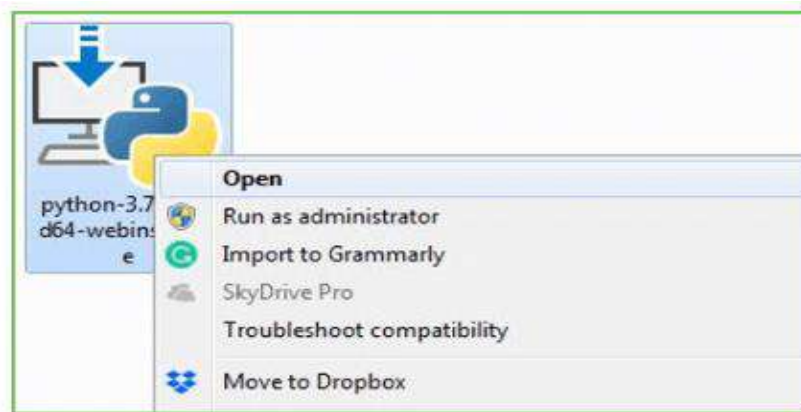 Open
python-3.7
Run as administrator
d64-webins
e
Import to Grammarly
SkyDrive Pro
Troubleshoot compatibility
Move to Dropbox